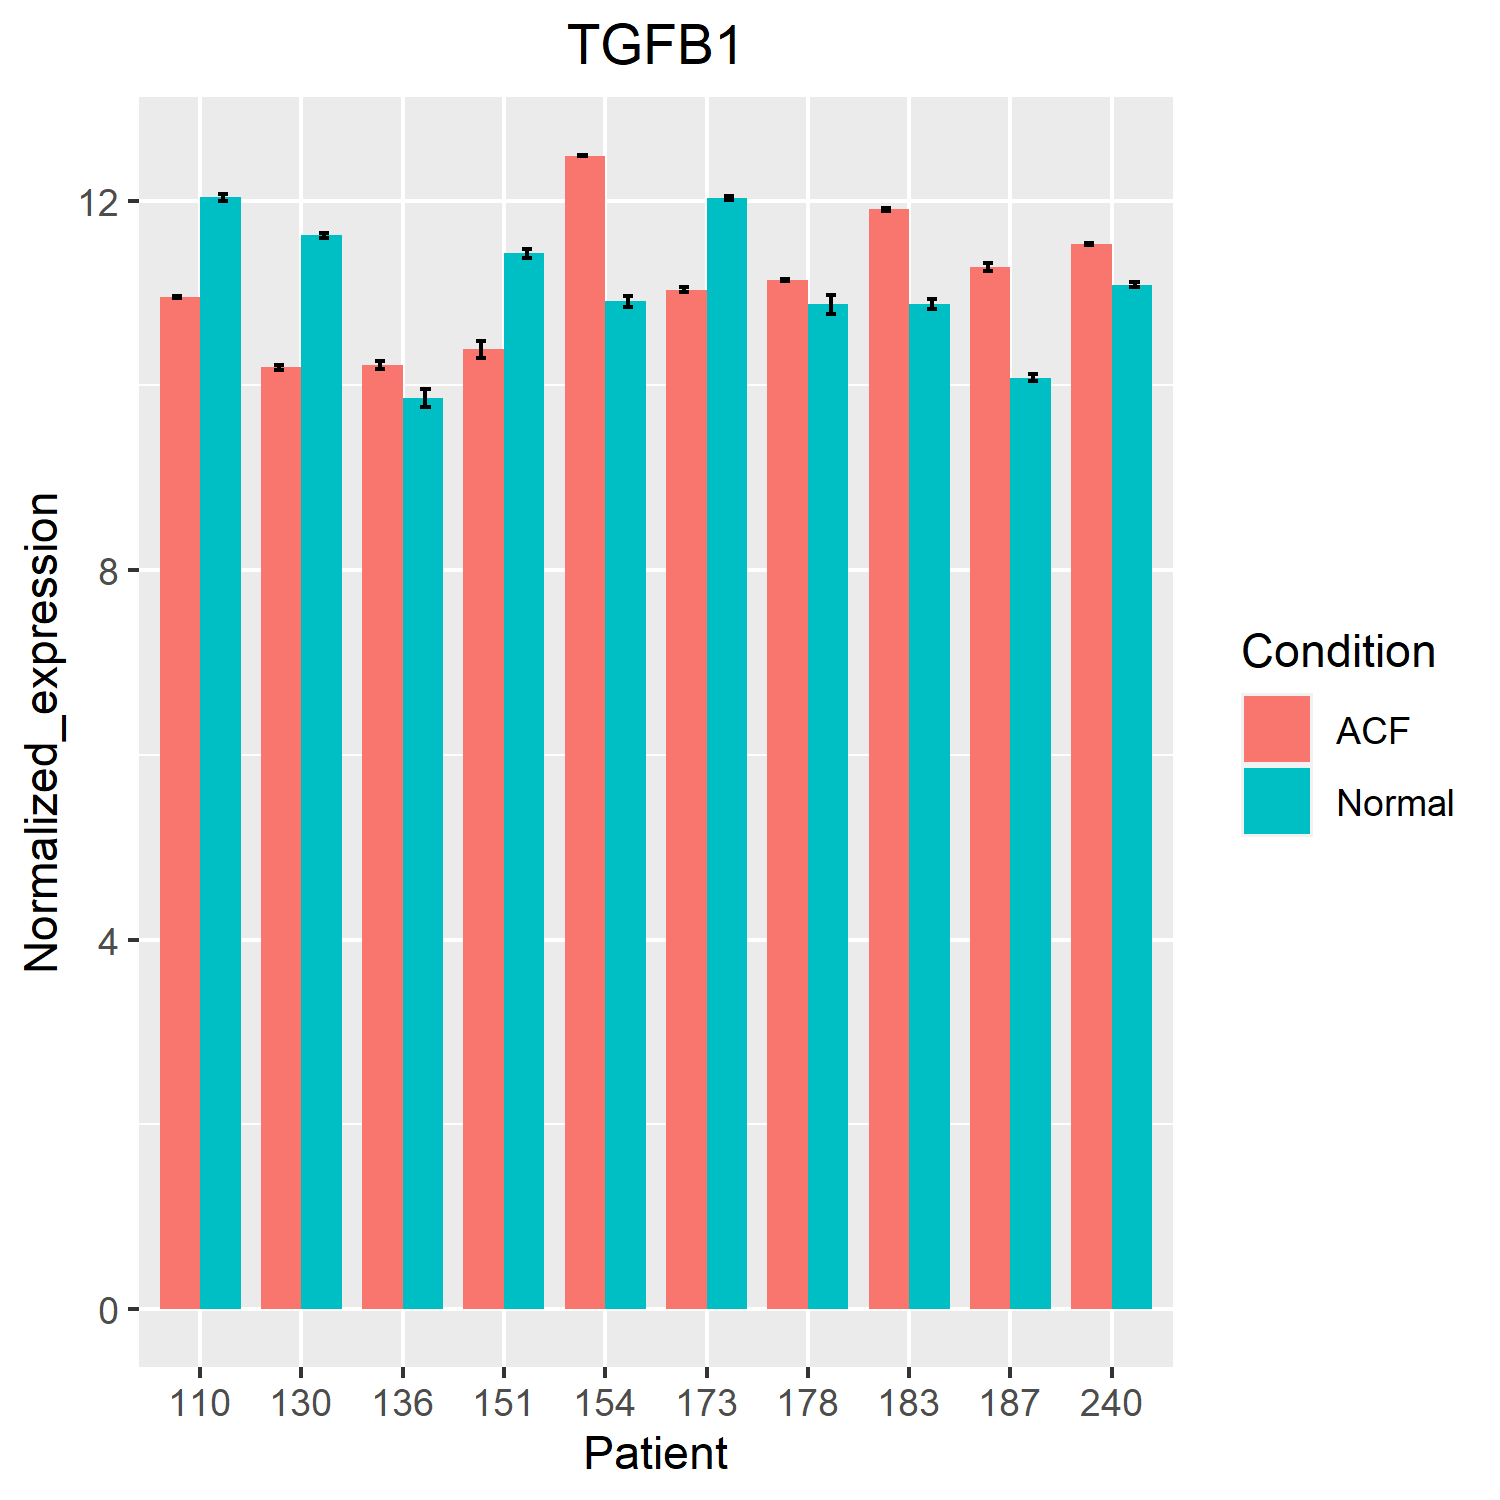 TGFB1
Normalized_expression
12
8
4
0
110 130 136 151 154 173 178 183 187 240
Patient
Condition
ACF
Normal